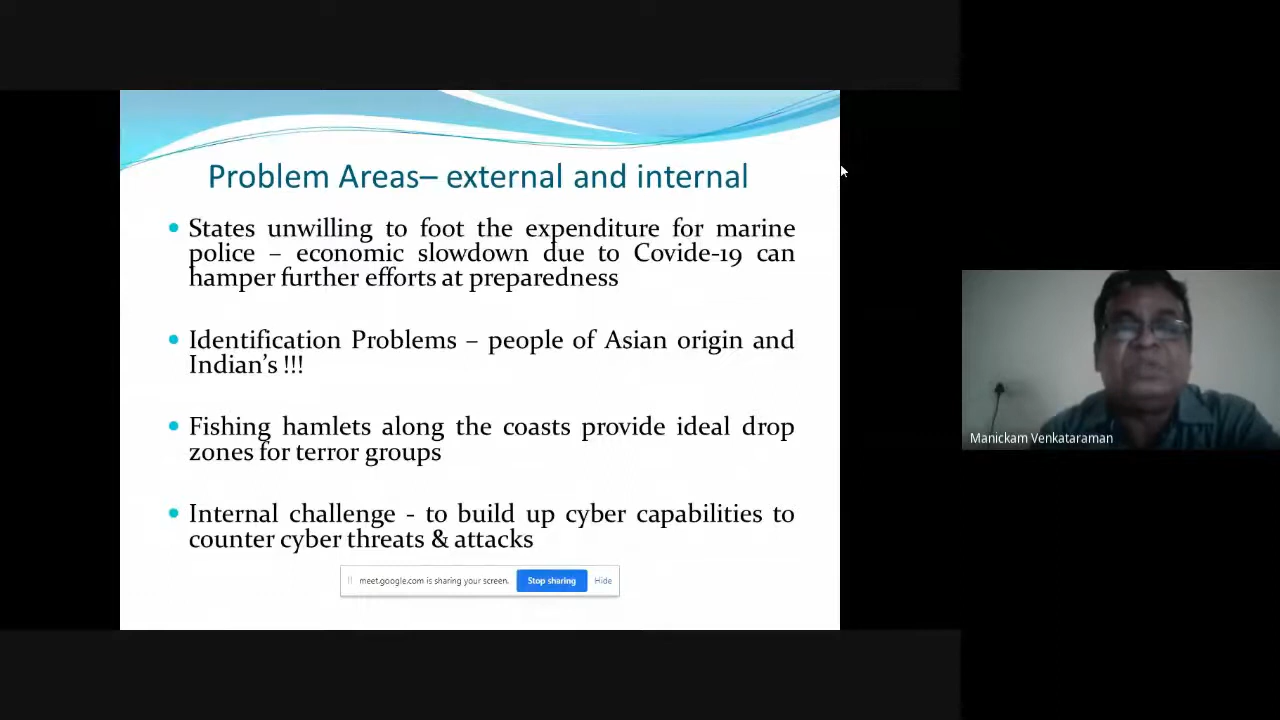 Problem Areas– external and internal
States unwilling to foot the expenditure for marine
police – economic slowdown due to Covide-19 can
hamper further efforts at preparedness
Identification Problems – people of Asian origin and
Indian's !!!
Fishing hamlets along the coasts provide ideal drop
zones for terror groups
Internal challenge - to build up cyber capabilities to
counter cyber threats & attacks
meet.google.com is sharing your screen. Stop sharing Hide
Manickam Venkataraman